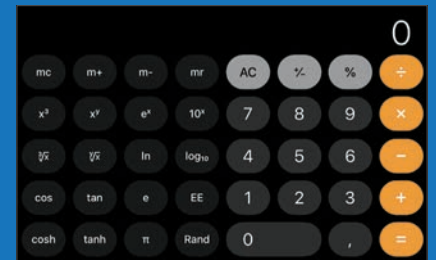 0
mc m+ m- mr AC +/- % ÷
x³ xʸ eˣ 10ˣ 7 8 9 ×
∛x ʸ√x ln log₁₀ 4 5 6 −
cos tan e EE 1 2 3 +
cosh tanh π Rand 0 , =